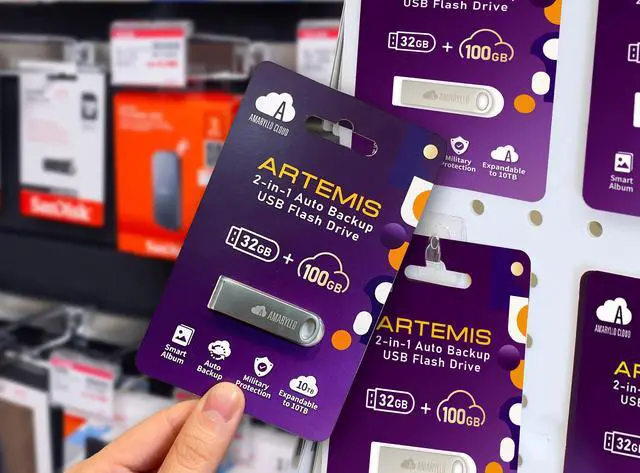 USB Flash Drive
32GB + 100GB
AMARYLLO
Military
Protection
Expandable
to 10TB
Smart
Album
SanDisk
A
AMARYLLO CLOUD
ARTEMIS
2-in-1 Auto Backup
USB Flash Drive
32GB + 100GB
AMARYLLO
Smart
Album
Auto
Backup
Military
Protection
10TB
Expandable
to 10TB
ARTEMIS
2-in-1 Auto Backup
USB Flash Drive
32GB + 100GB
AMARYLLO
A
AMARYLLO CLOUD